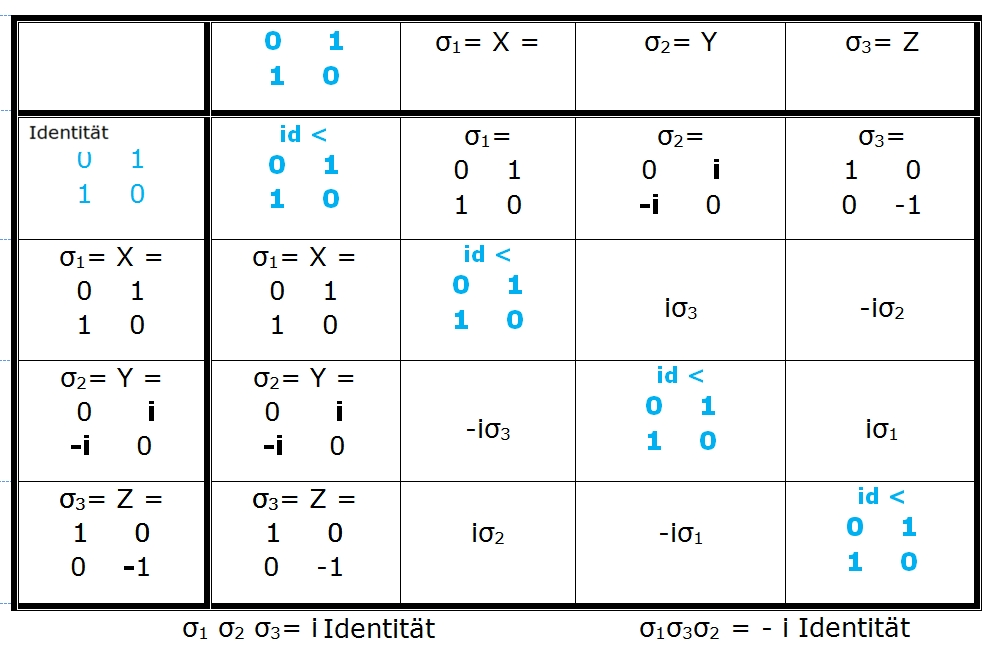 0 1 σ₁= X = σ₂= Y σ₃= Z
1 0
Identität id < σ₁= σ₂= σ₃=
0 1 0 1 0 1 0 i 1 0
1 0 1 0 1 0 -i 0 0 -1
σ₁= X = σ₁= X = id <
0 1 0 1 0 1 iσ₃ -iσ₂
1 0 1 0 1 0
σ₂= Y = σ₂= Y = id <
0 i 0 i -iσ₃ 0 1 iσ₁
-i 0 -i 0 1 0
σ₃= Z = σ₃= Z = id <
1 0 1 0 iσ₂ -iσ₁ 0 1
0 -1 0 -1 1 0
σ₁ σ₂ σ₃= i Identität σ₁σ₃σ₂ = - i Identität